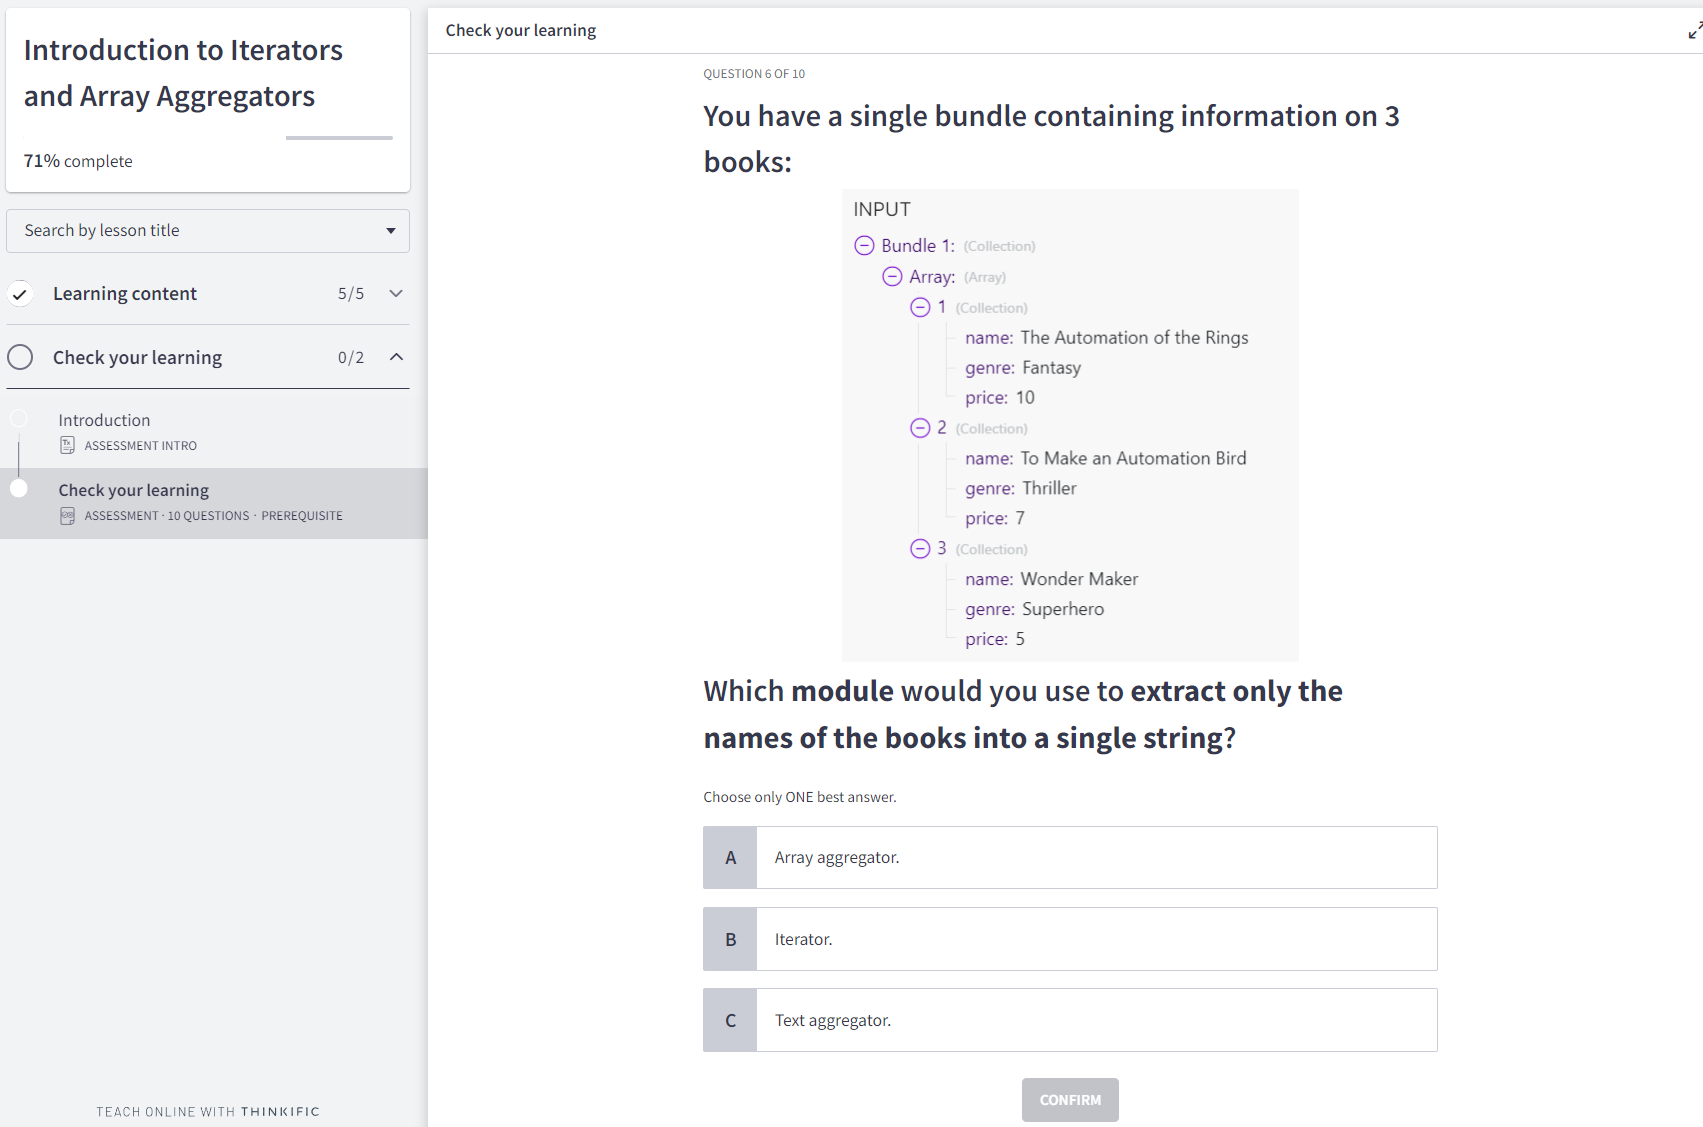 Introduction to Iterators
and Array Aggregators
71% complete
Search by lesson title
Learning content 5/5
Check your learning 0/2
Introduction
ASSESSMENT INTRO
Check your learning
ASSESSMENT · 10 QUESTIONS · PREREQUISITE
TEACH ONLINE WITH THINKIFIC
Check your learning
QUESTION 6 OF 10
You have a single bundle containing information on 3
books:
INPUT
Bundle 1: (Collection)
Array: (Array)
1 (Collection)
name: The Automation of the Rings
genre: Fantasy
price: 10
2 (Collection)
name: To Make an Automation Bird
genre: Thriller
price: 7
3 (Collection)
name: Wonder Maker
genre: Superhero
price: 5
Which module would you use to extract only the
names of the books into a single string?
Choose only ONE best answer.
A Array aggregator.
B Iterator.
C Text aggregator.
CONFIRM